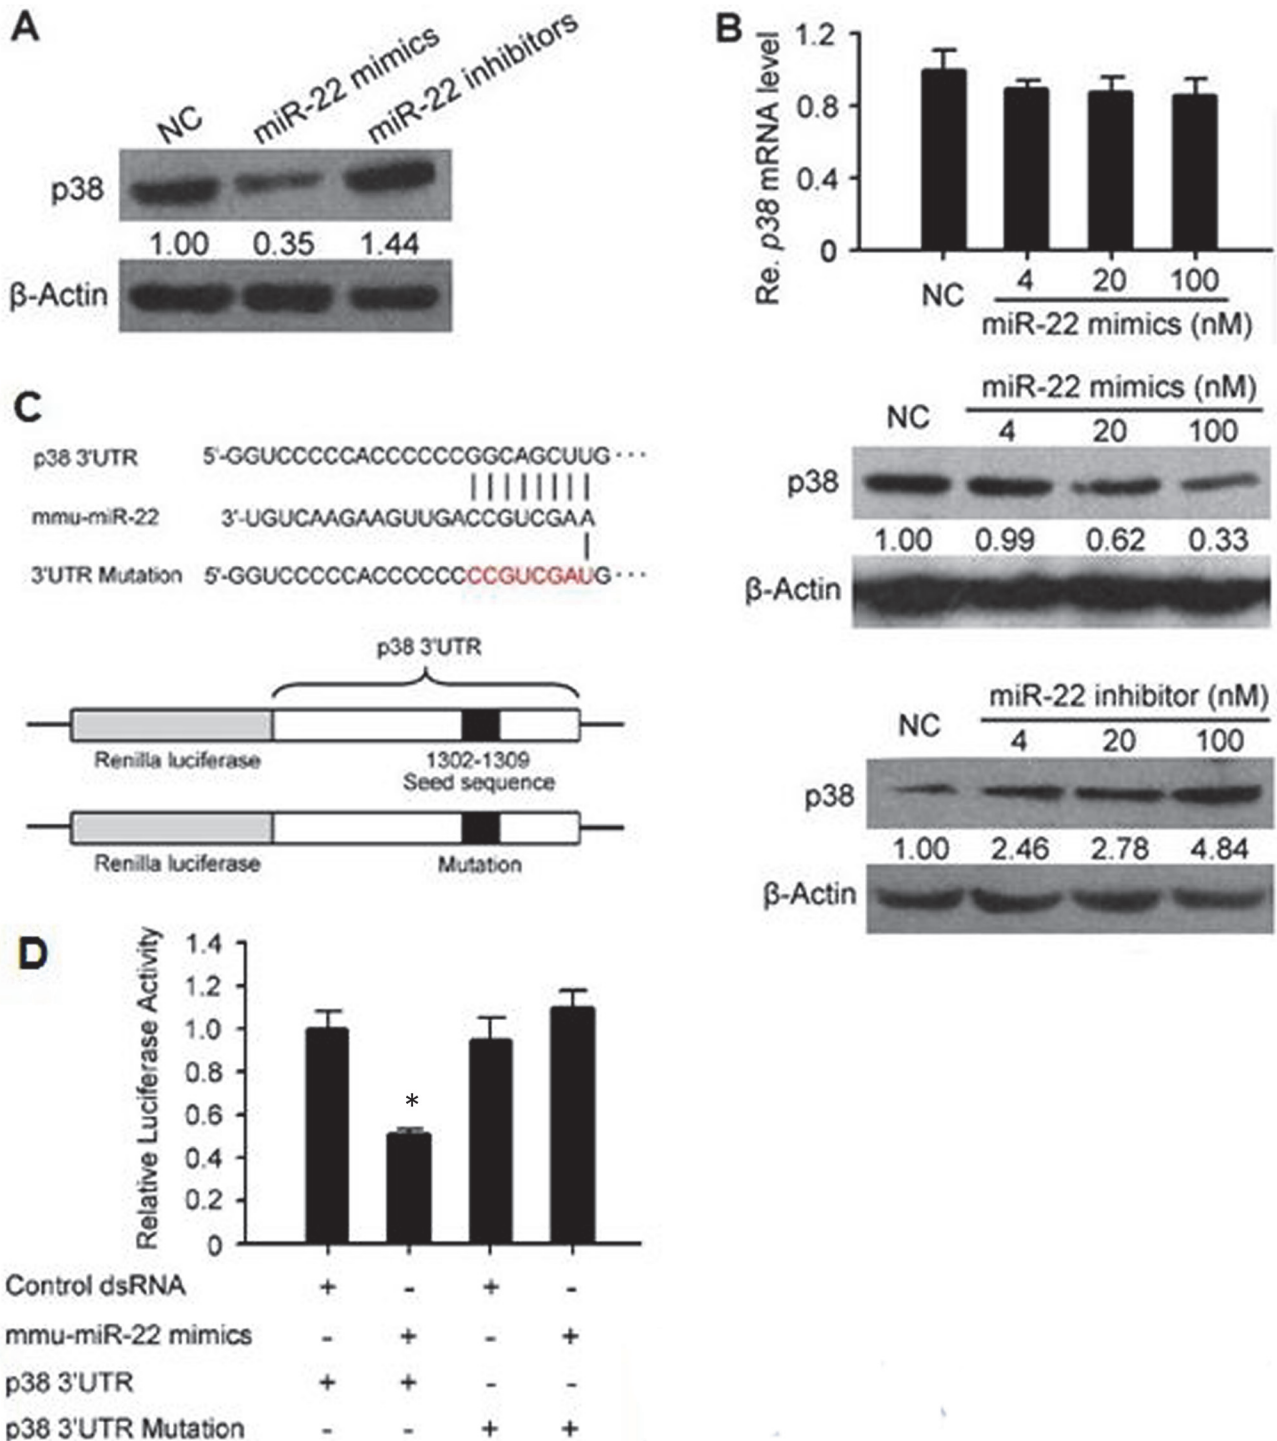 A
NC
miR-22 mimics
miR-22 inhibitors
p38
1.00 0.35 1.44
β-Actin
B
Re. p38 mRNA level
1.2
0.8
0.4
0
NC 4 20 100
miR-22 mimics (nM)
miR-22 mimics (nM)
NC 4 20 100
p38
1.00 0.99 0.62 0.33
β-Actin
miR-22 inhibitor (nM)
NC 4 20 100
p38
1.00 2.46 2.78 4.84
β-Actin
C
p38 3'UTR 5'-GGUCCCCCACCCCCCGGCAGCUUG···
mmu-miR-22 3'-UGUCAAGAAGUUGACCGUCGAA
3'UTR Mutation 5'-GGUCCCCCACCCCCCCCGUCGAUG···
p38 3'UTR
Renilla luciferase 1302-1309
Seed sequence
Renilla luciferase Mutation
D
Relative Luciferase Activity
1.4
1.2
1.0
0.8
0.6
0.4
0.2
0
*
Control dsRNA + - + -
mmu-miR-22 mimics - + - +
p38 3'UTR + + - -
p38 3'UTR Mutation - - + +